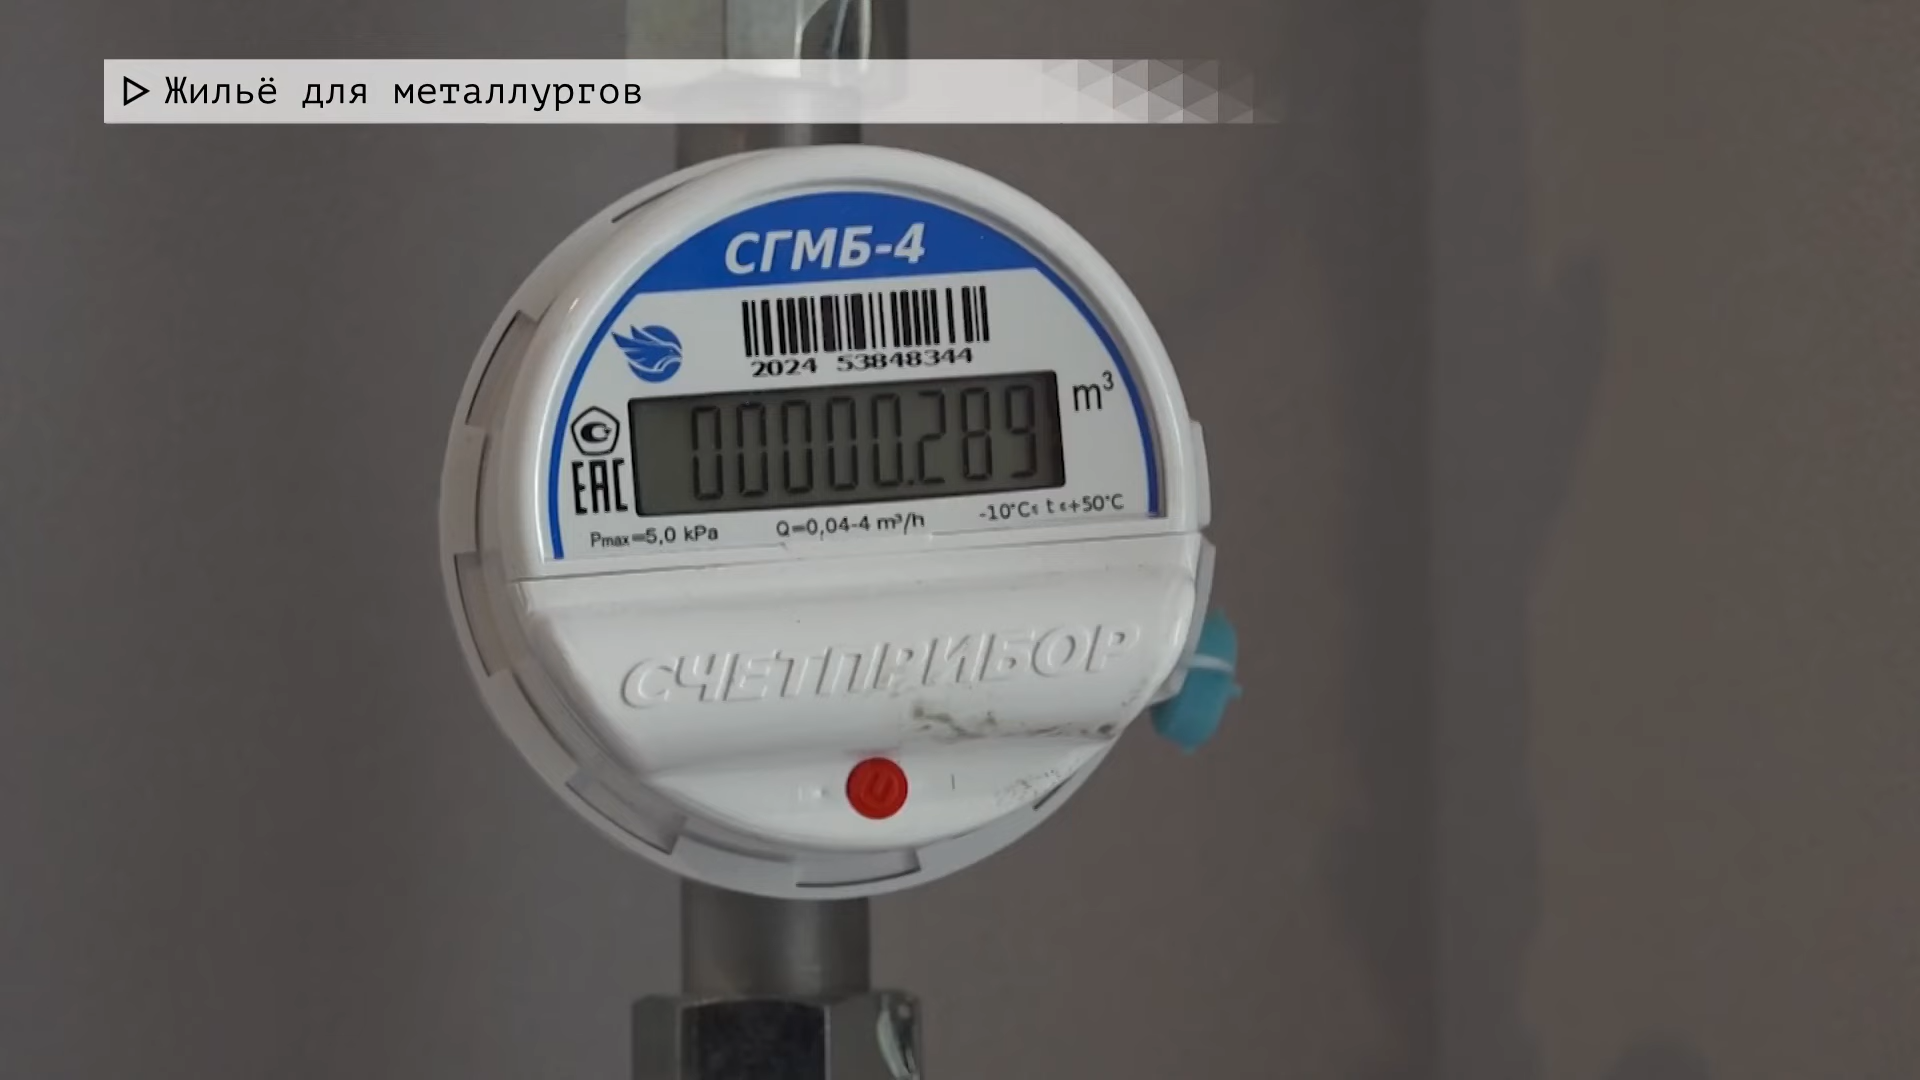 Жильё для металлургов
СГМБ-4
2024 53848344
00000.289 m³
EAC
Pmax=5,0 kPa Q=0,04-4 m³/h -10°C≤ t ≤+50°C
СЧЕТПРИБОР